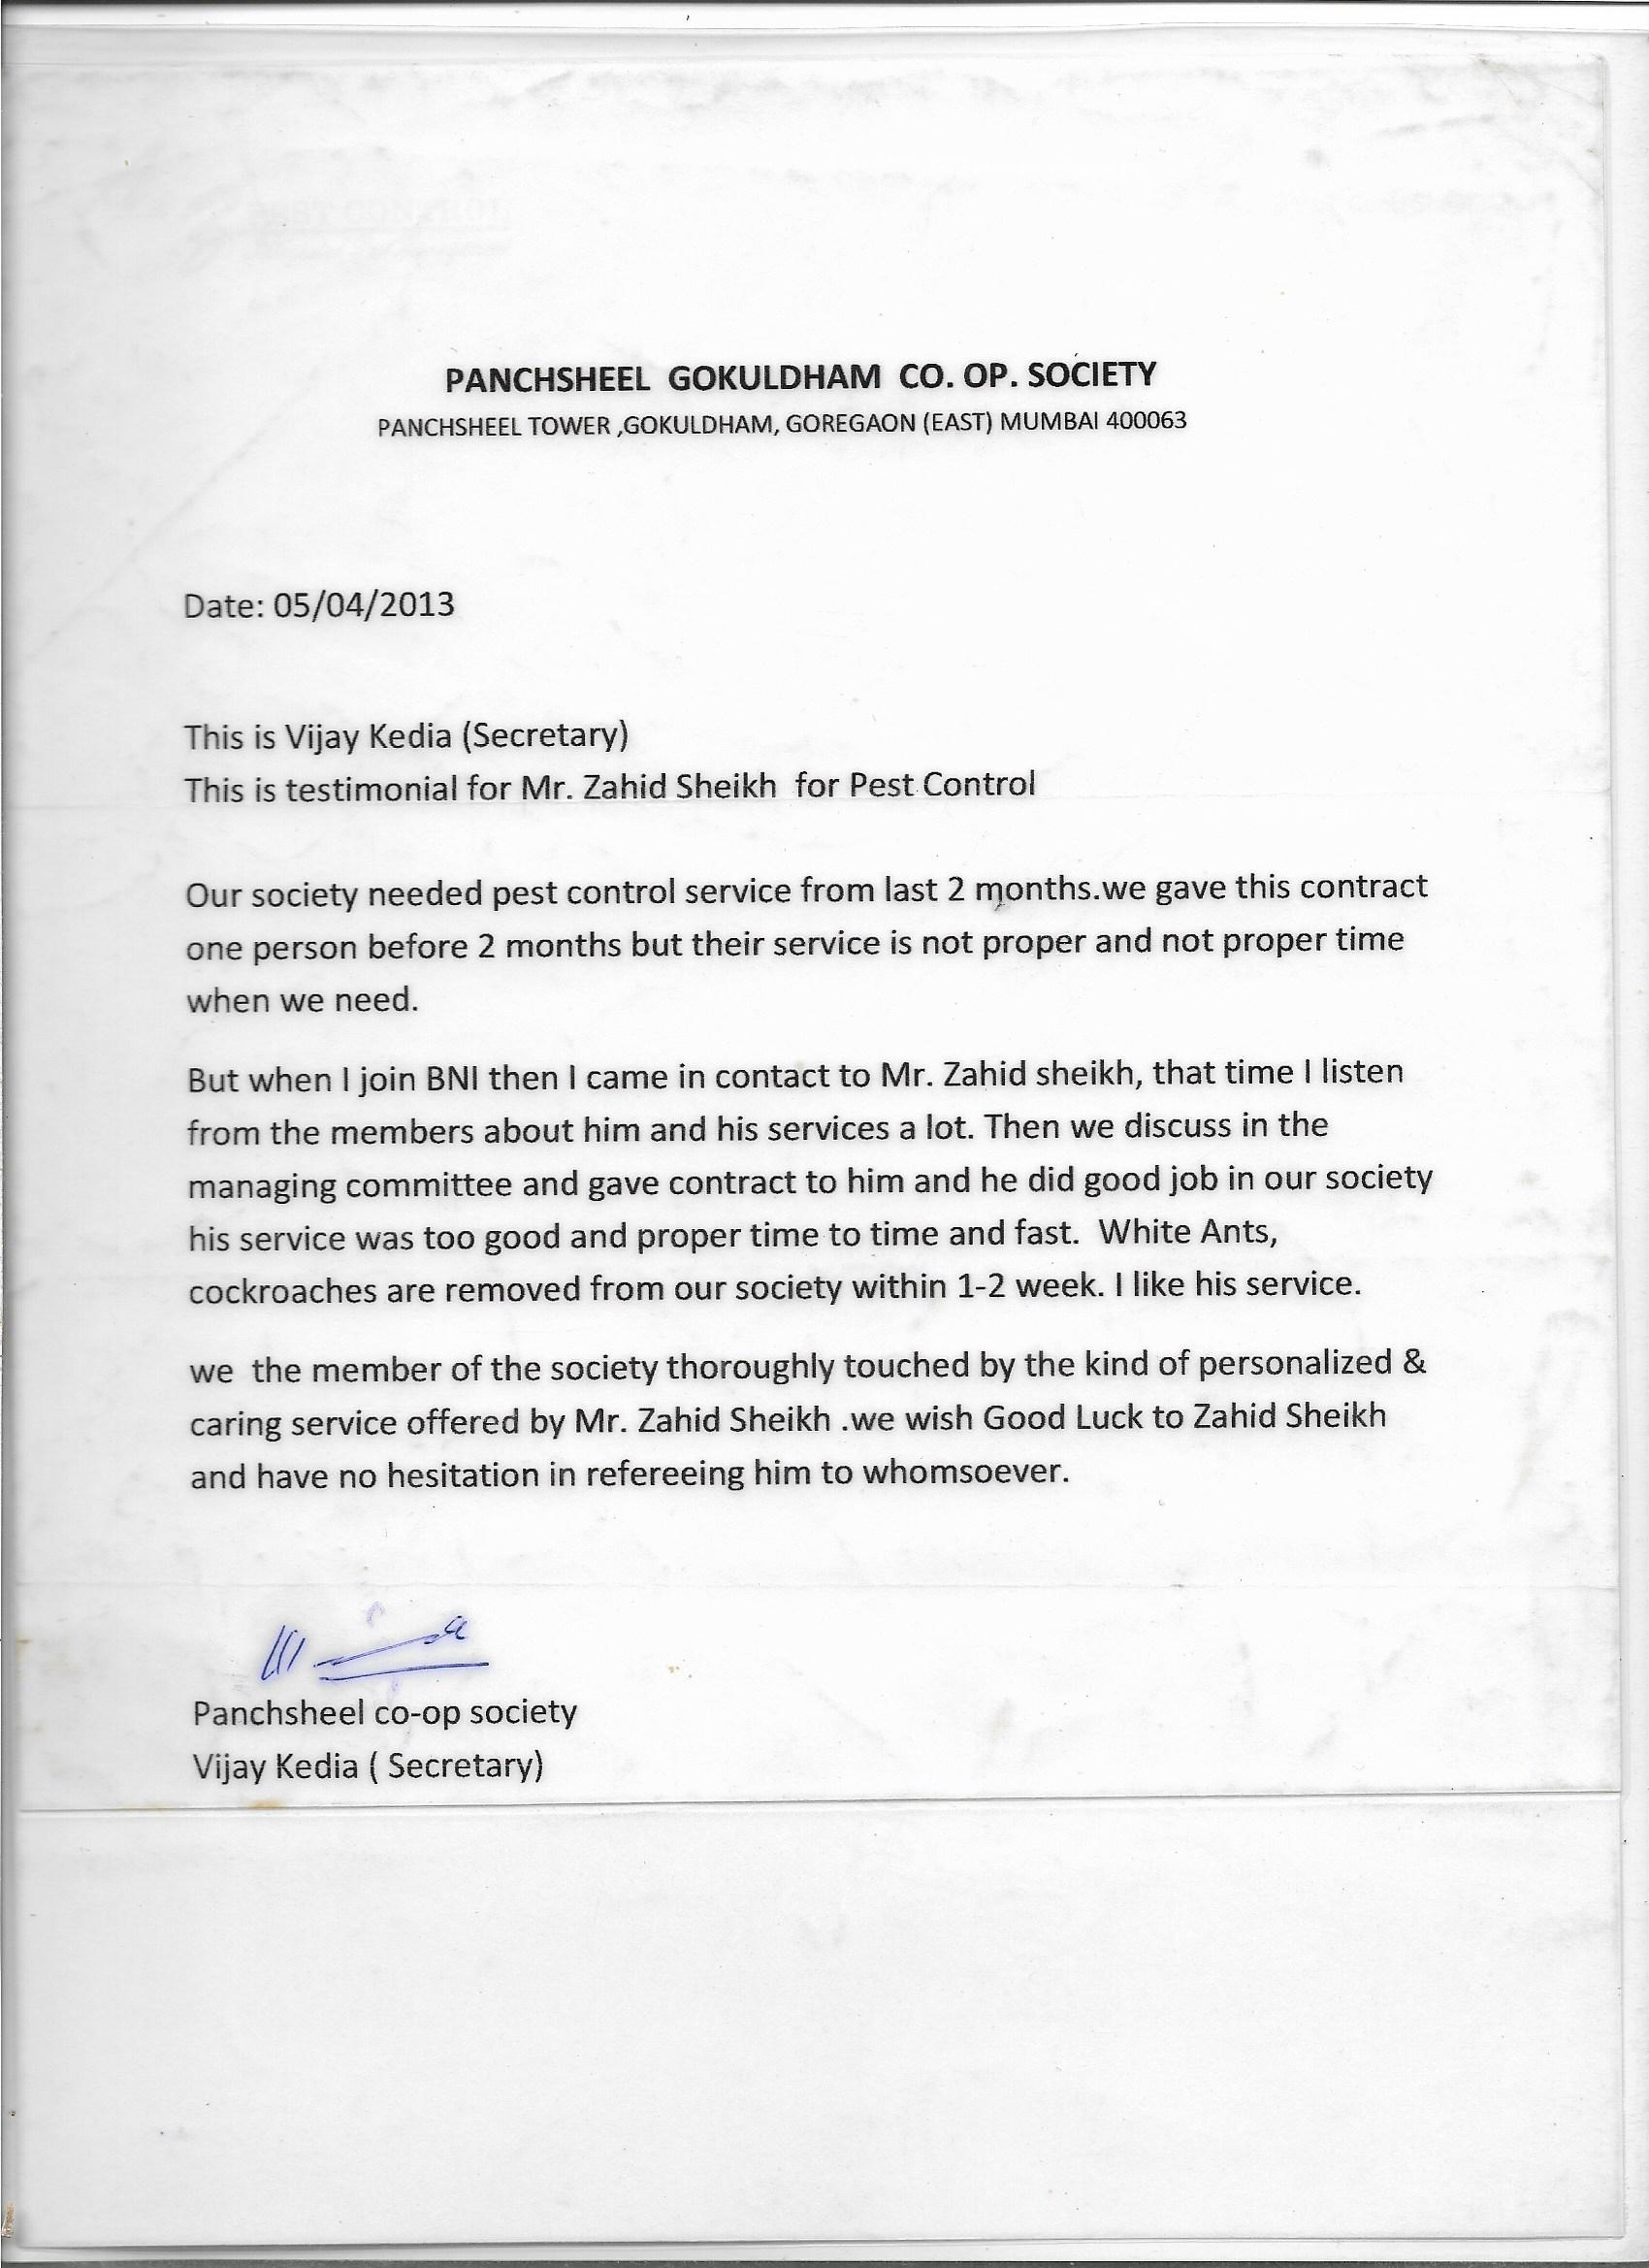 PANCHSHEEL GOKULDHAM CO. OP. SOCIETY
PANCHSHEEL TOWER ,GOKULDHAM, GOREGAON (EAST) MUMBAI 400063
Date: 05/04/2013
This is Vijay Kedia (Secretary)
This is testimonial for Mr. Zahid Sheikh for Pest Control
Our society needed pest control service from last 2 months.we gave this contract
one person before 2 months but their service is not proper and not proper time
when we need.
But when I join BNI then I came in contact to Mr. Zahid sheikh, that time I listen
from the members about him and his services a lot. Then we discuss in the
managing committee and gave contract to him and he did good job in our society
his service was too good and proper time to time and fast. White Ants,
cockroaches are removed from our society within 1-2 week. I like his service.
we the member of the society thoroughly touched by the kind of personalized &
caring service offered by Mr. Zahid Sheikh .we wish Good Luck to Zahid Sheikh
and have no hesitation in refereeing him to whomsoever.
Panchsheel co-op society
Vijay Kedia ( Secretary)